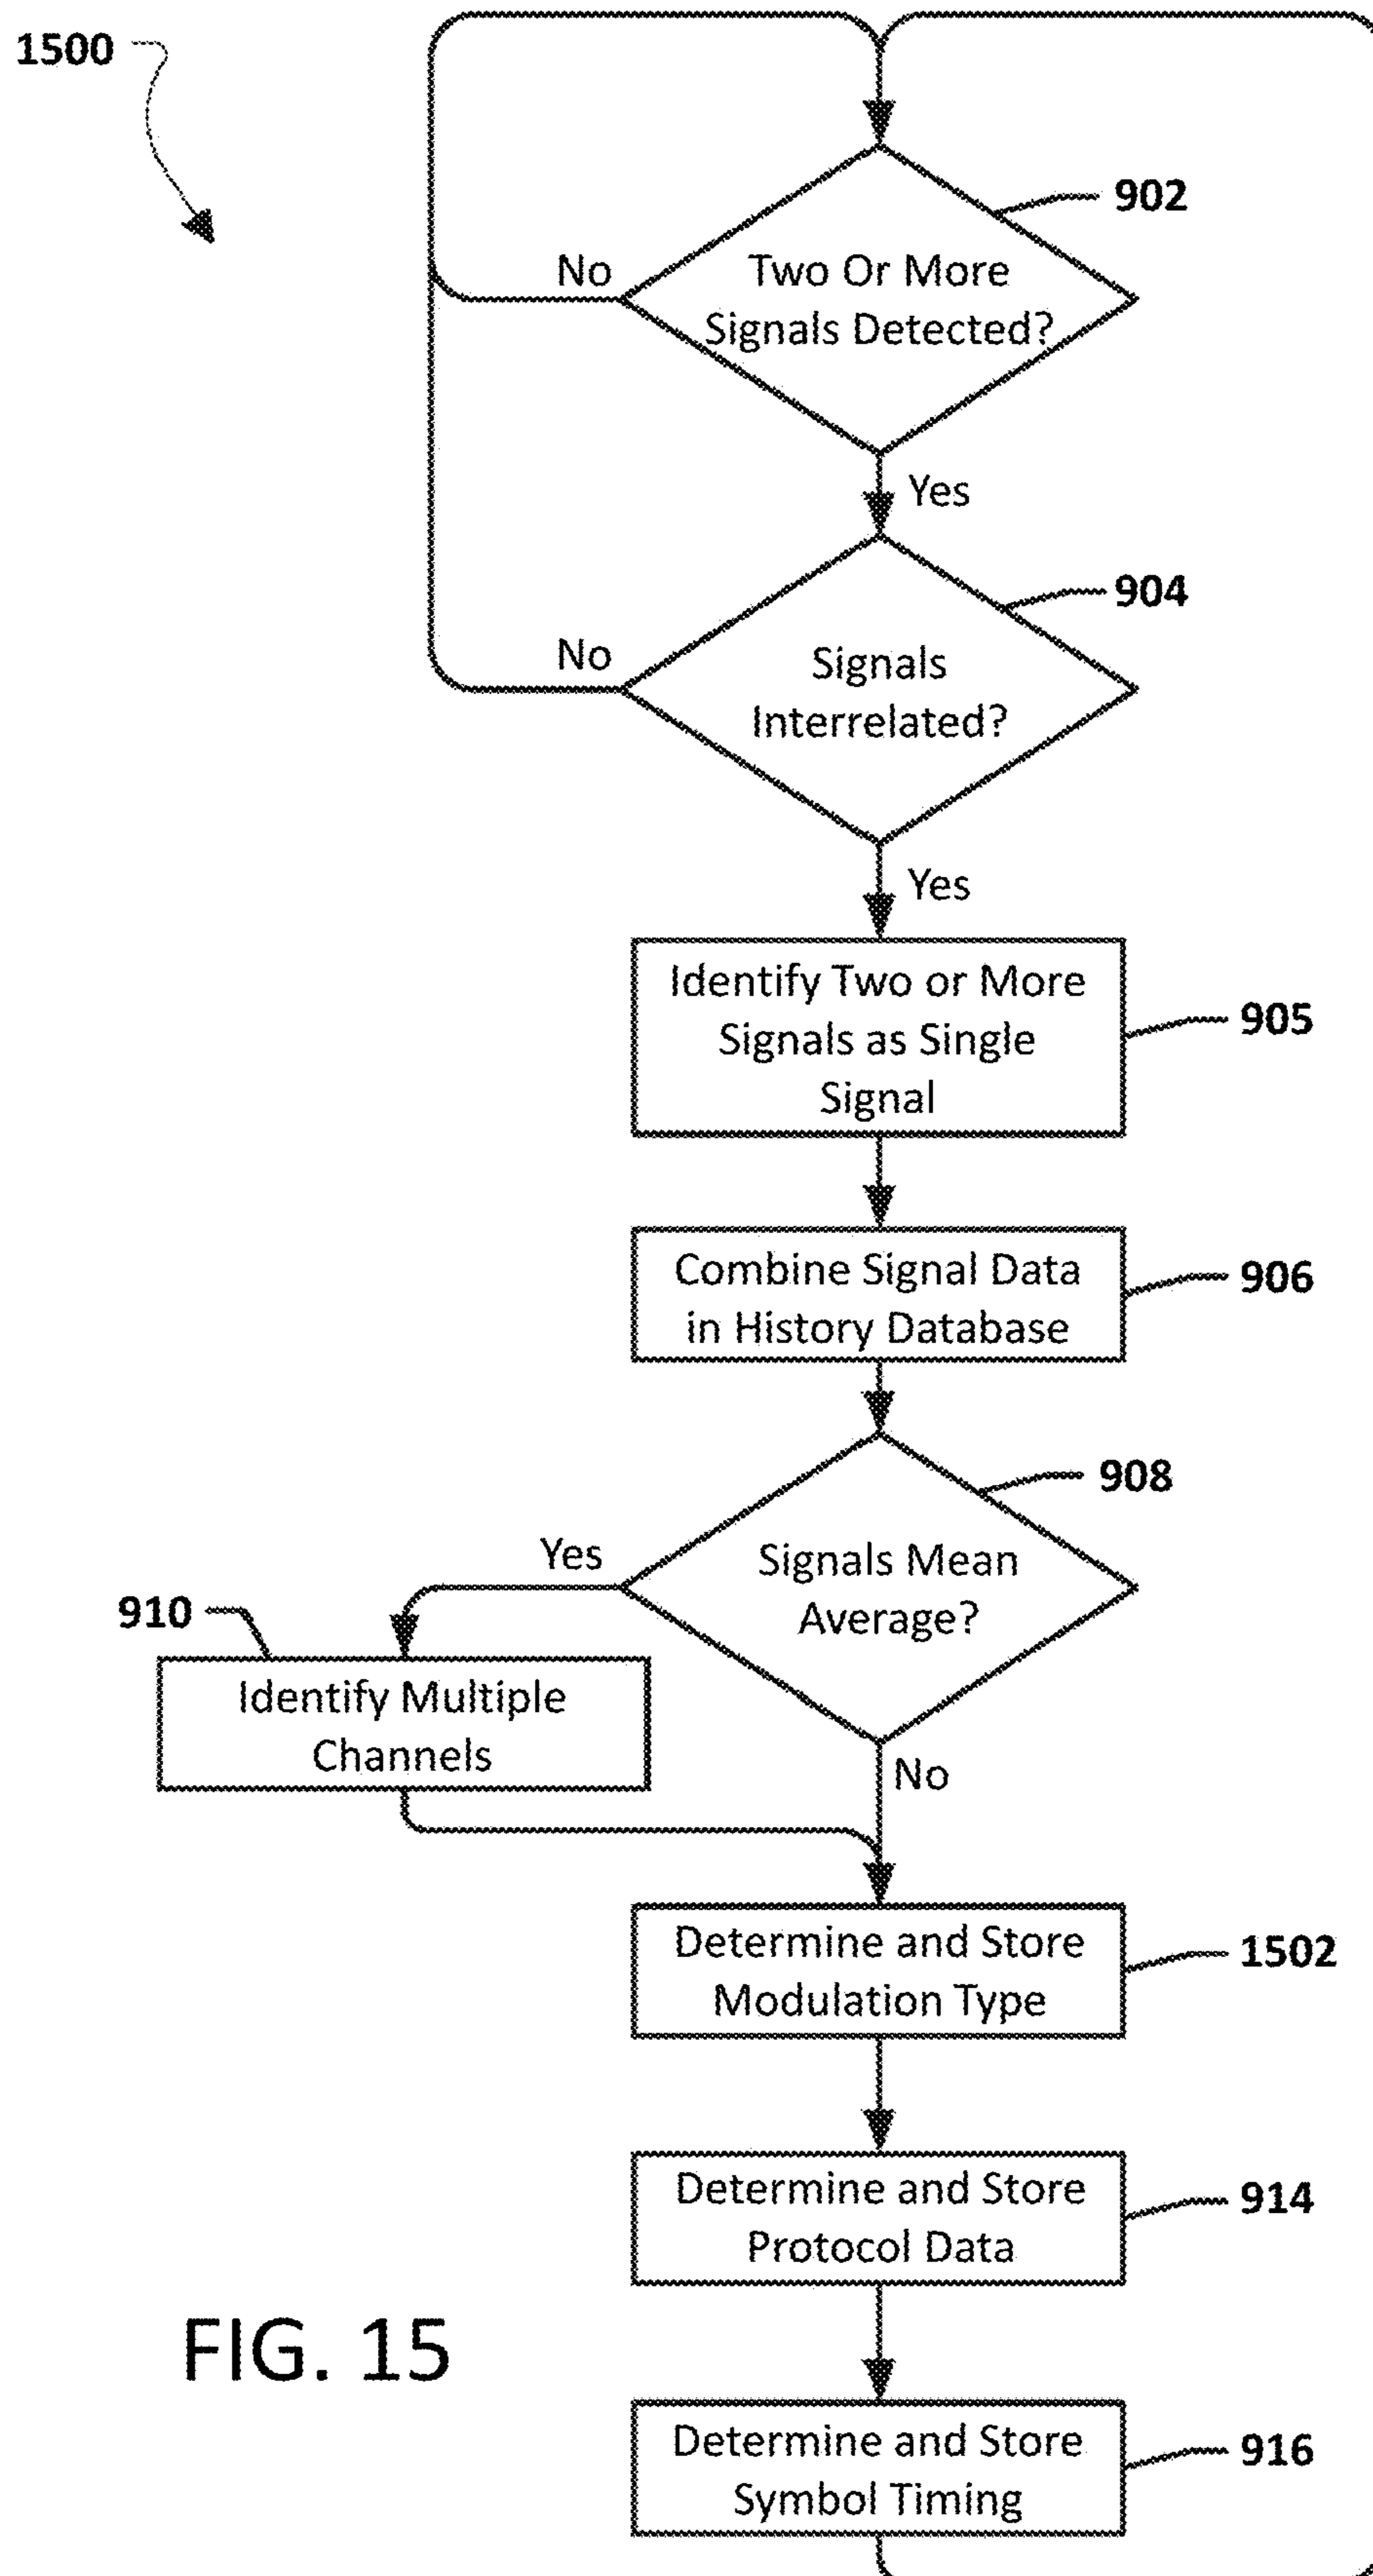 1500
902
No
Two Or More
Signals Detected?
Yes
904
No
Signals
Interrelated?
Yes
Identify Two or More
Signals as Single
Signal
905
Combine Signal Data
in History Database
906
908
Yes
Signals Mean
Average?
910
Identify Multiple
Channels
No
Determine and Store
Modulation Type
1502
Determine and Store
Protocol Data
914
FIG. 15
Determine and Store
Symbol Timing
916